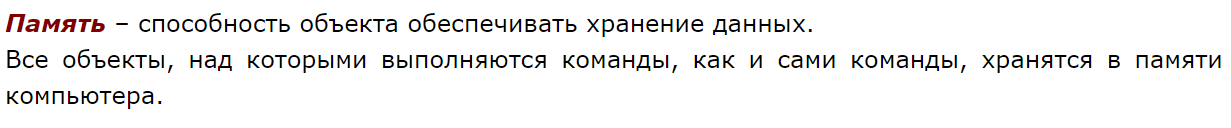 Память – способность объекта обеспечивать хранение данных.
Все объекты, над которыми выполняются команды, как и сами команды, хранятся в памяти
компьютера.